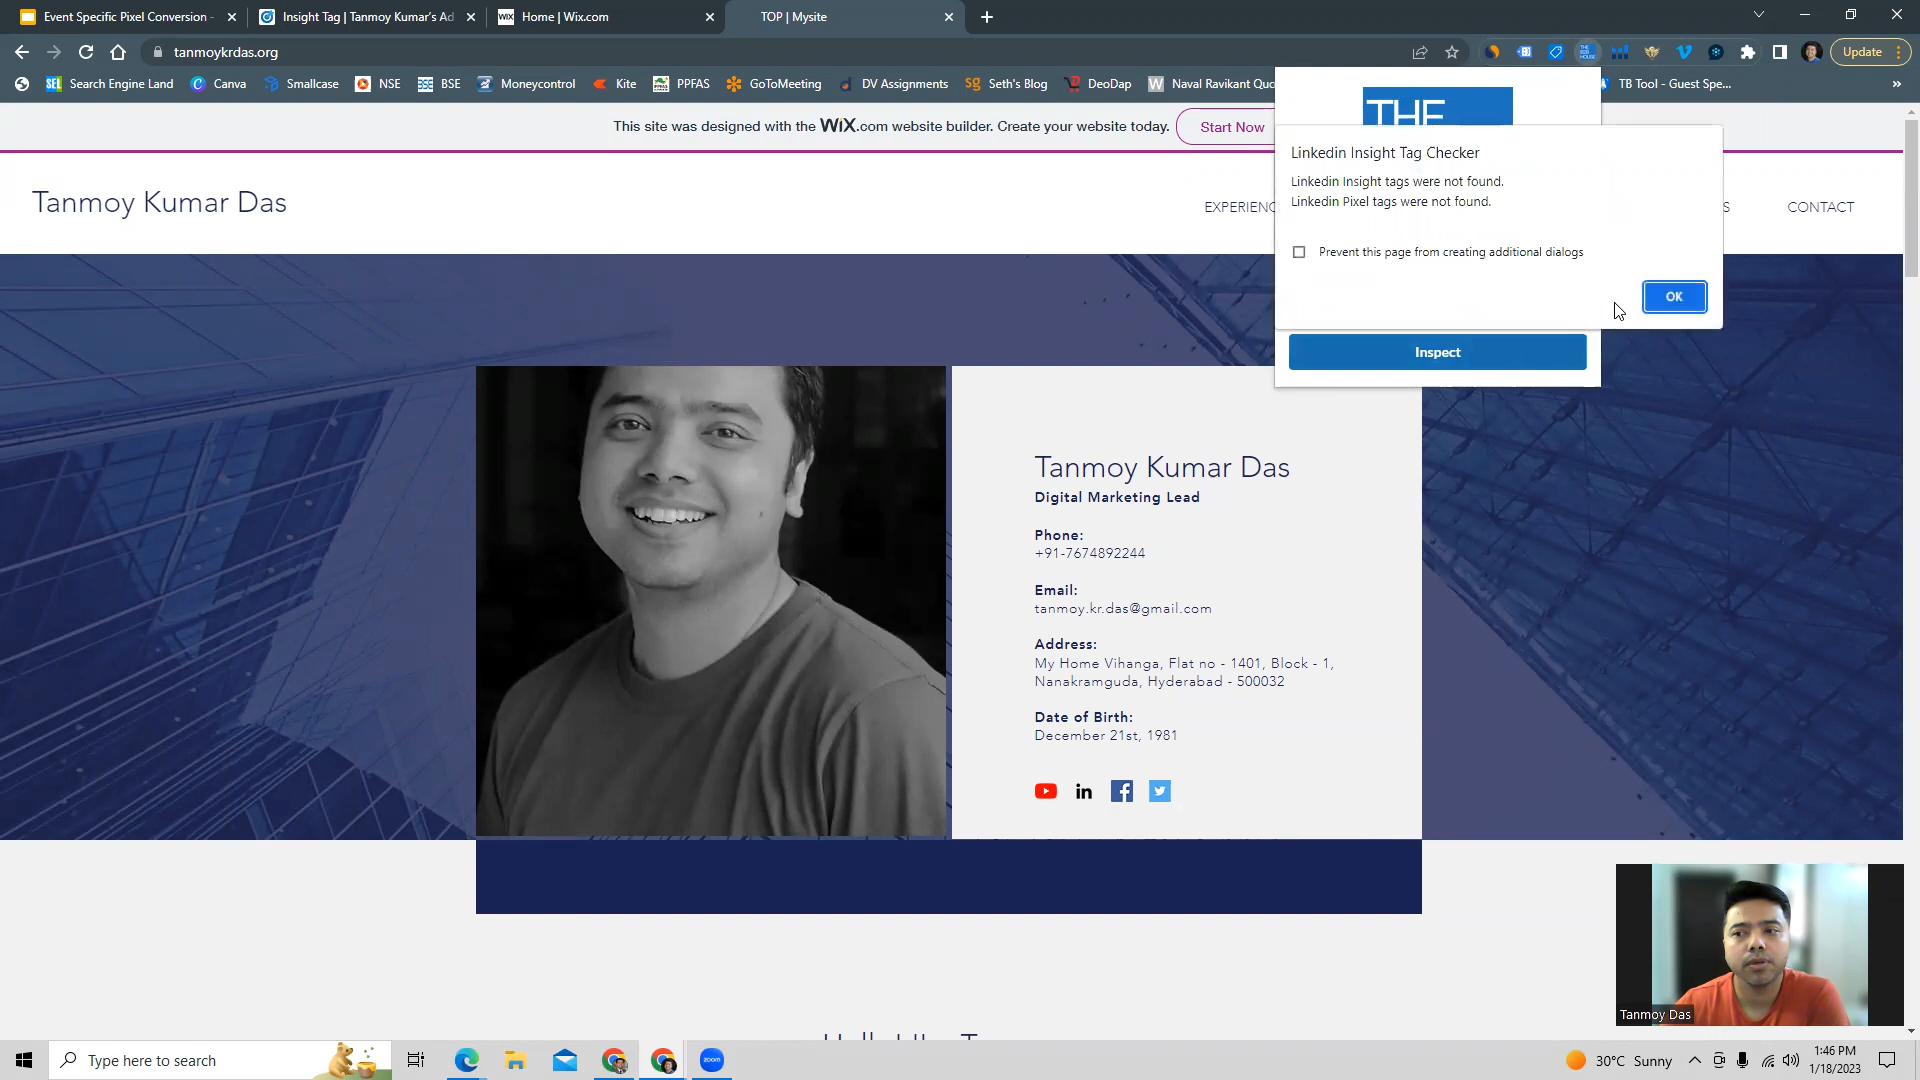 Event Specific Pixel Conversion -
Insight Tag | Tanmoy Kumar's Ad
WIX
Home | Wix.com
TOP | Mysite
tanmoykrdas.org
Update
SEL
Search Engine Land
Canva
Smallcase
NSE
BSE
Moneycontrol
Kite
PPFAS
GoToMeeting
DV Assignments
SG
Seth's Blog
DeoDap
W
Naval Ravikant Quo
TB Tool - Guest Spe...
This site was designed with the WiX.com website builder. Create your website today.
Start Now
THE
Linkedin Insight Tag Checker
Linkedin Insight tags were not found.
Linkedin Pixel tags were not found.
Prevent this page from creating additional dialogs
OK
Inspect
Tanmoy Kumar Das
EXPERIENC
S
CONTACT
Tanmoy Kumar Das
Digital Marketing Lead
Phone:
+91-7674892244
Email:
tanmoy.kr.das@gmail.com
Address:
My Home Vihanga, Flat no - 1401, Block - 1,
Nanakramguda, Hyderabad - 500032
Date of Birth:
December 21st, 1981
in
Tanmoy Das
Type here to search
zoom
30°C Sunny
1:46 PM
1/18/2023